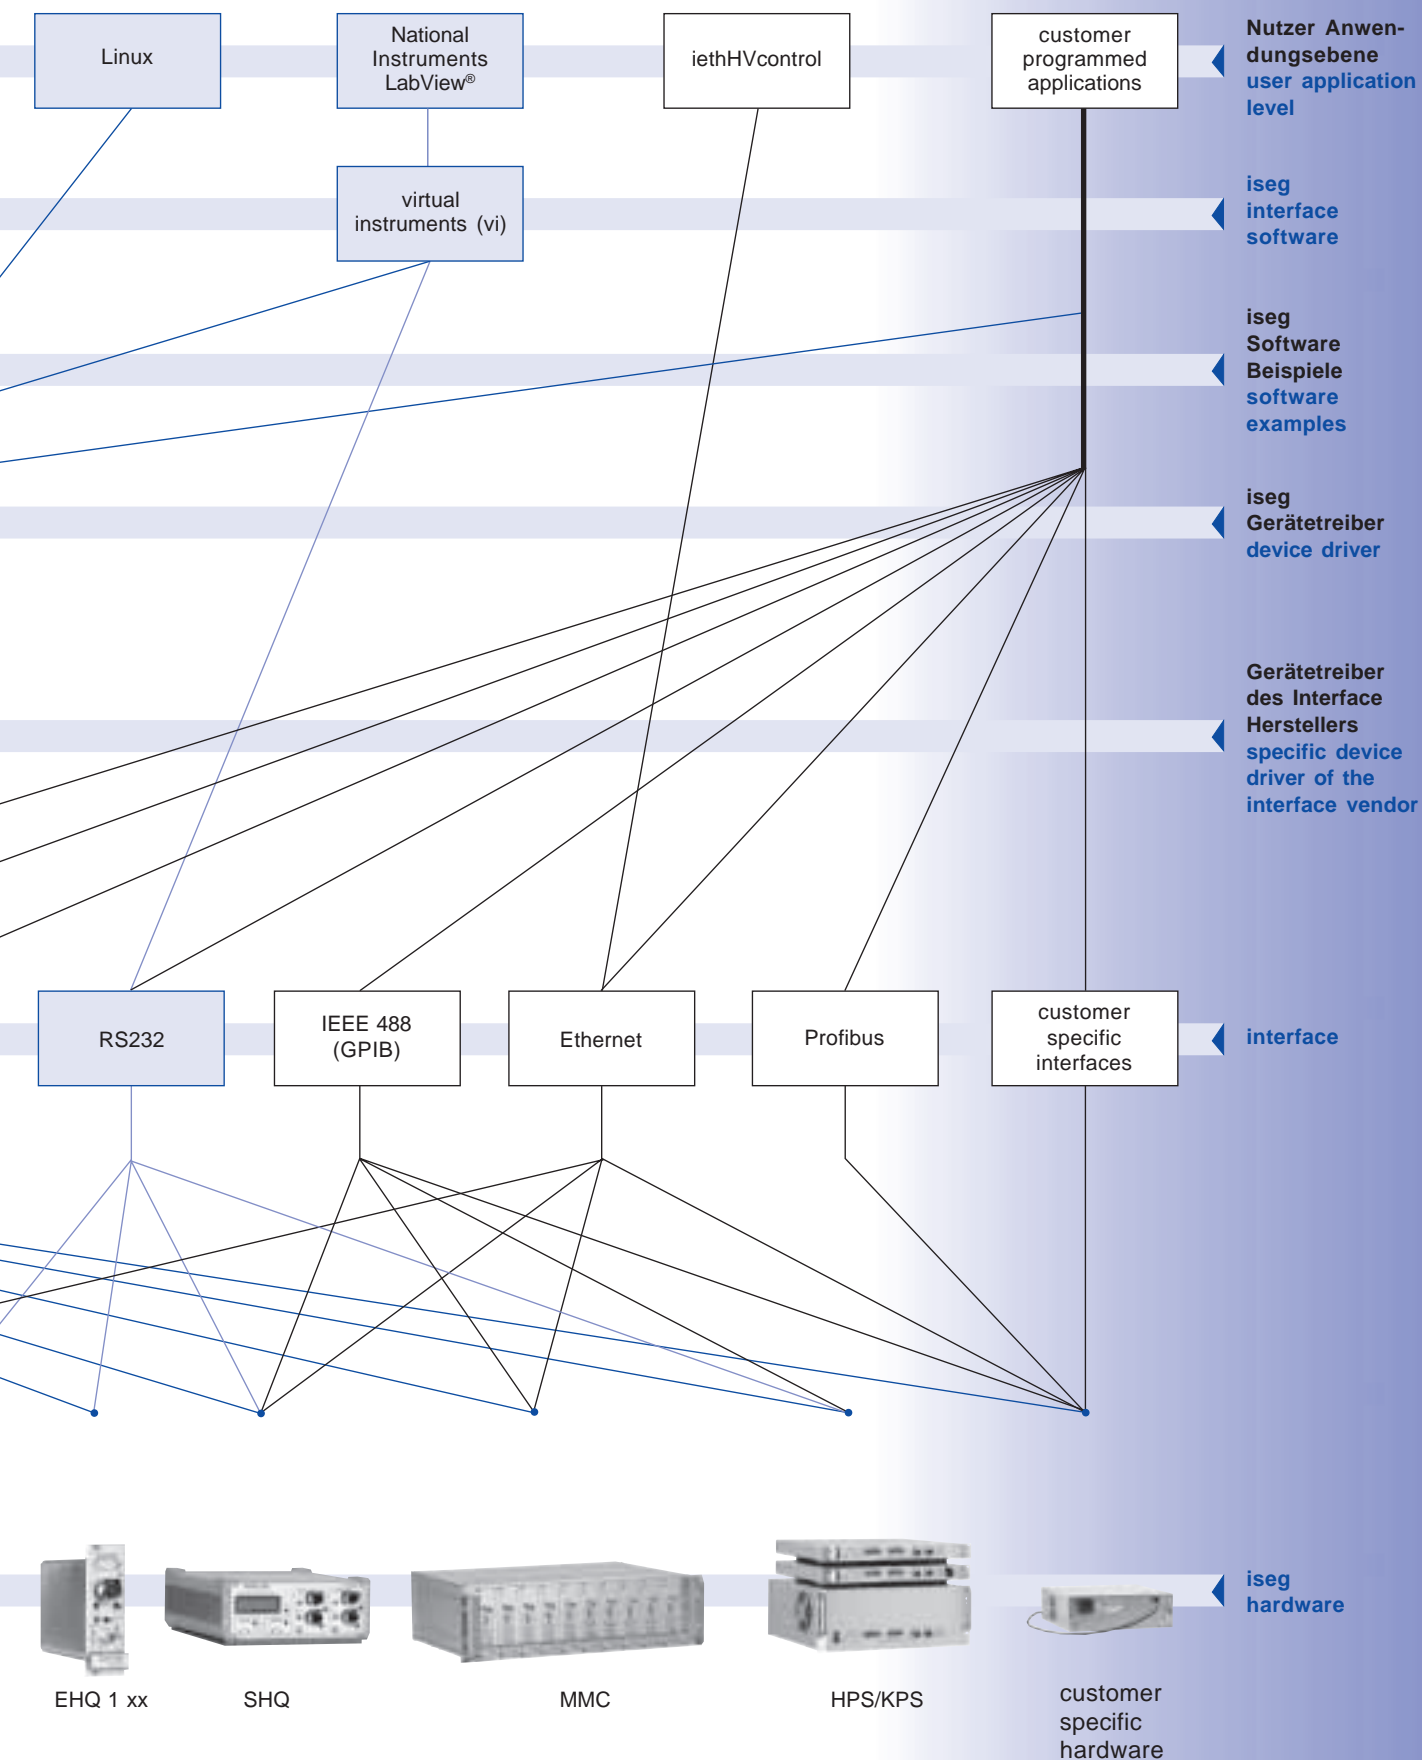 Linux
National
Instruments
LabView®
iethHVcontrol
customer
programmed
applications
Nutzer Anwen-
dungsebene
user application
level
virtual
instruments (vi)
iseg
interface
software
iseg
Software
Beispiele
software
examples
iseg
Gerätetreiber
device driver
Gerätetreiber
des Interface
Herstellers
specific device
driver of the
interface vendor
RS232
IEEE 488
(GPIB)
Ethernet
Profibus
customer
specific
interfaces
interface
iseg
hardware
EHQ 1 xx
SHQ
MMC
HPS/KPS
customer
specific
hardware